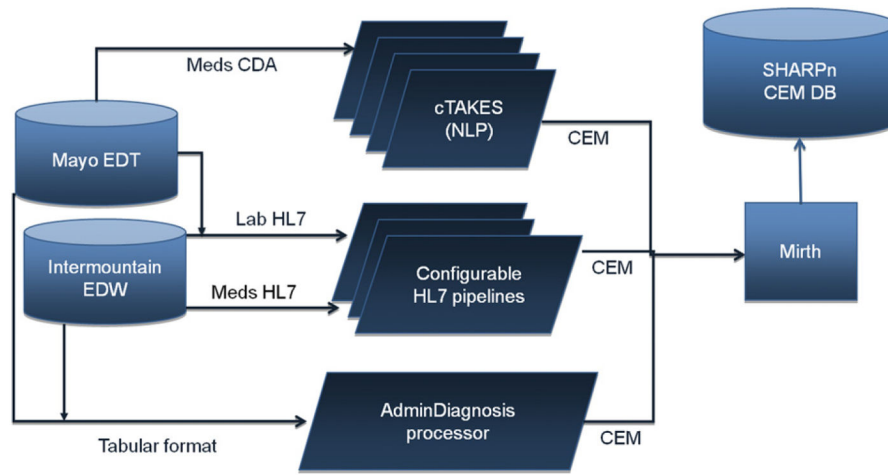 Meds CDA
cTAKES
(NLP)
SHARPn
CEM DB
CEM
Mayo EDT
Lab HL7
Intermountain
EDW
Meds HL7
Configurable
HL7 pipelines
CEM
Mirth
AdminDiagnosis
processor
Tabular format
CEM